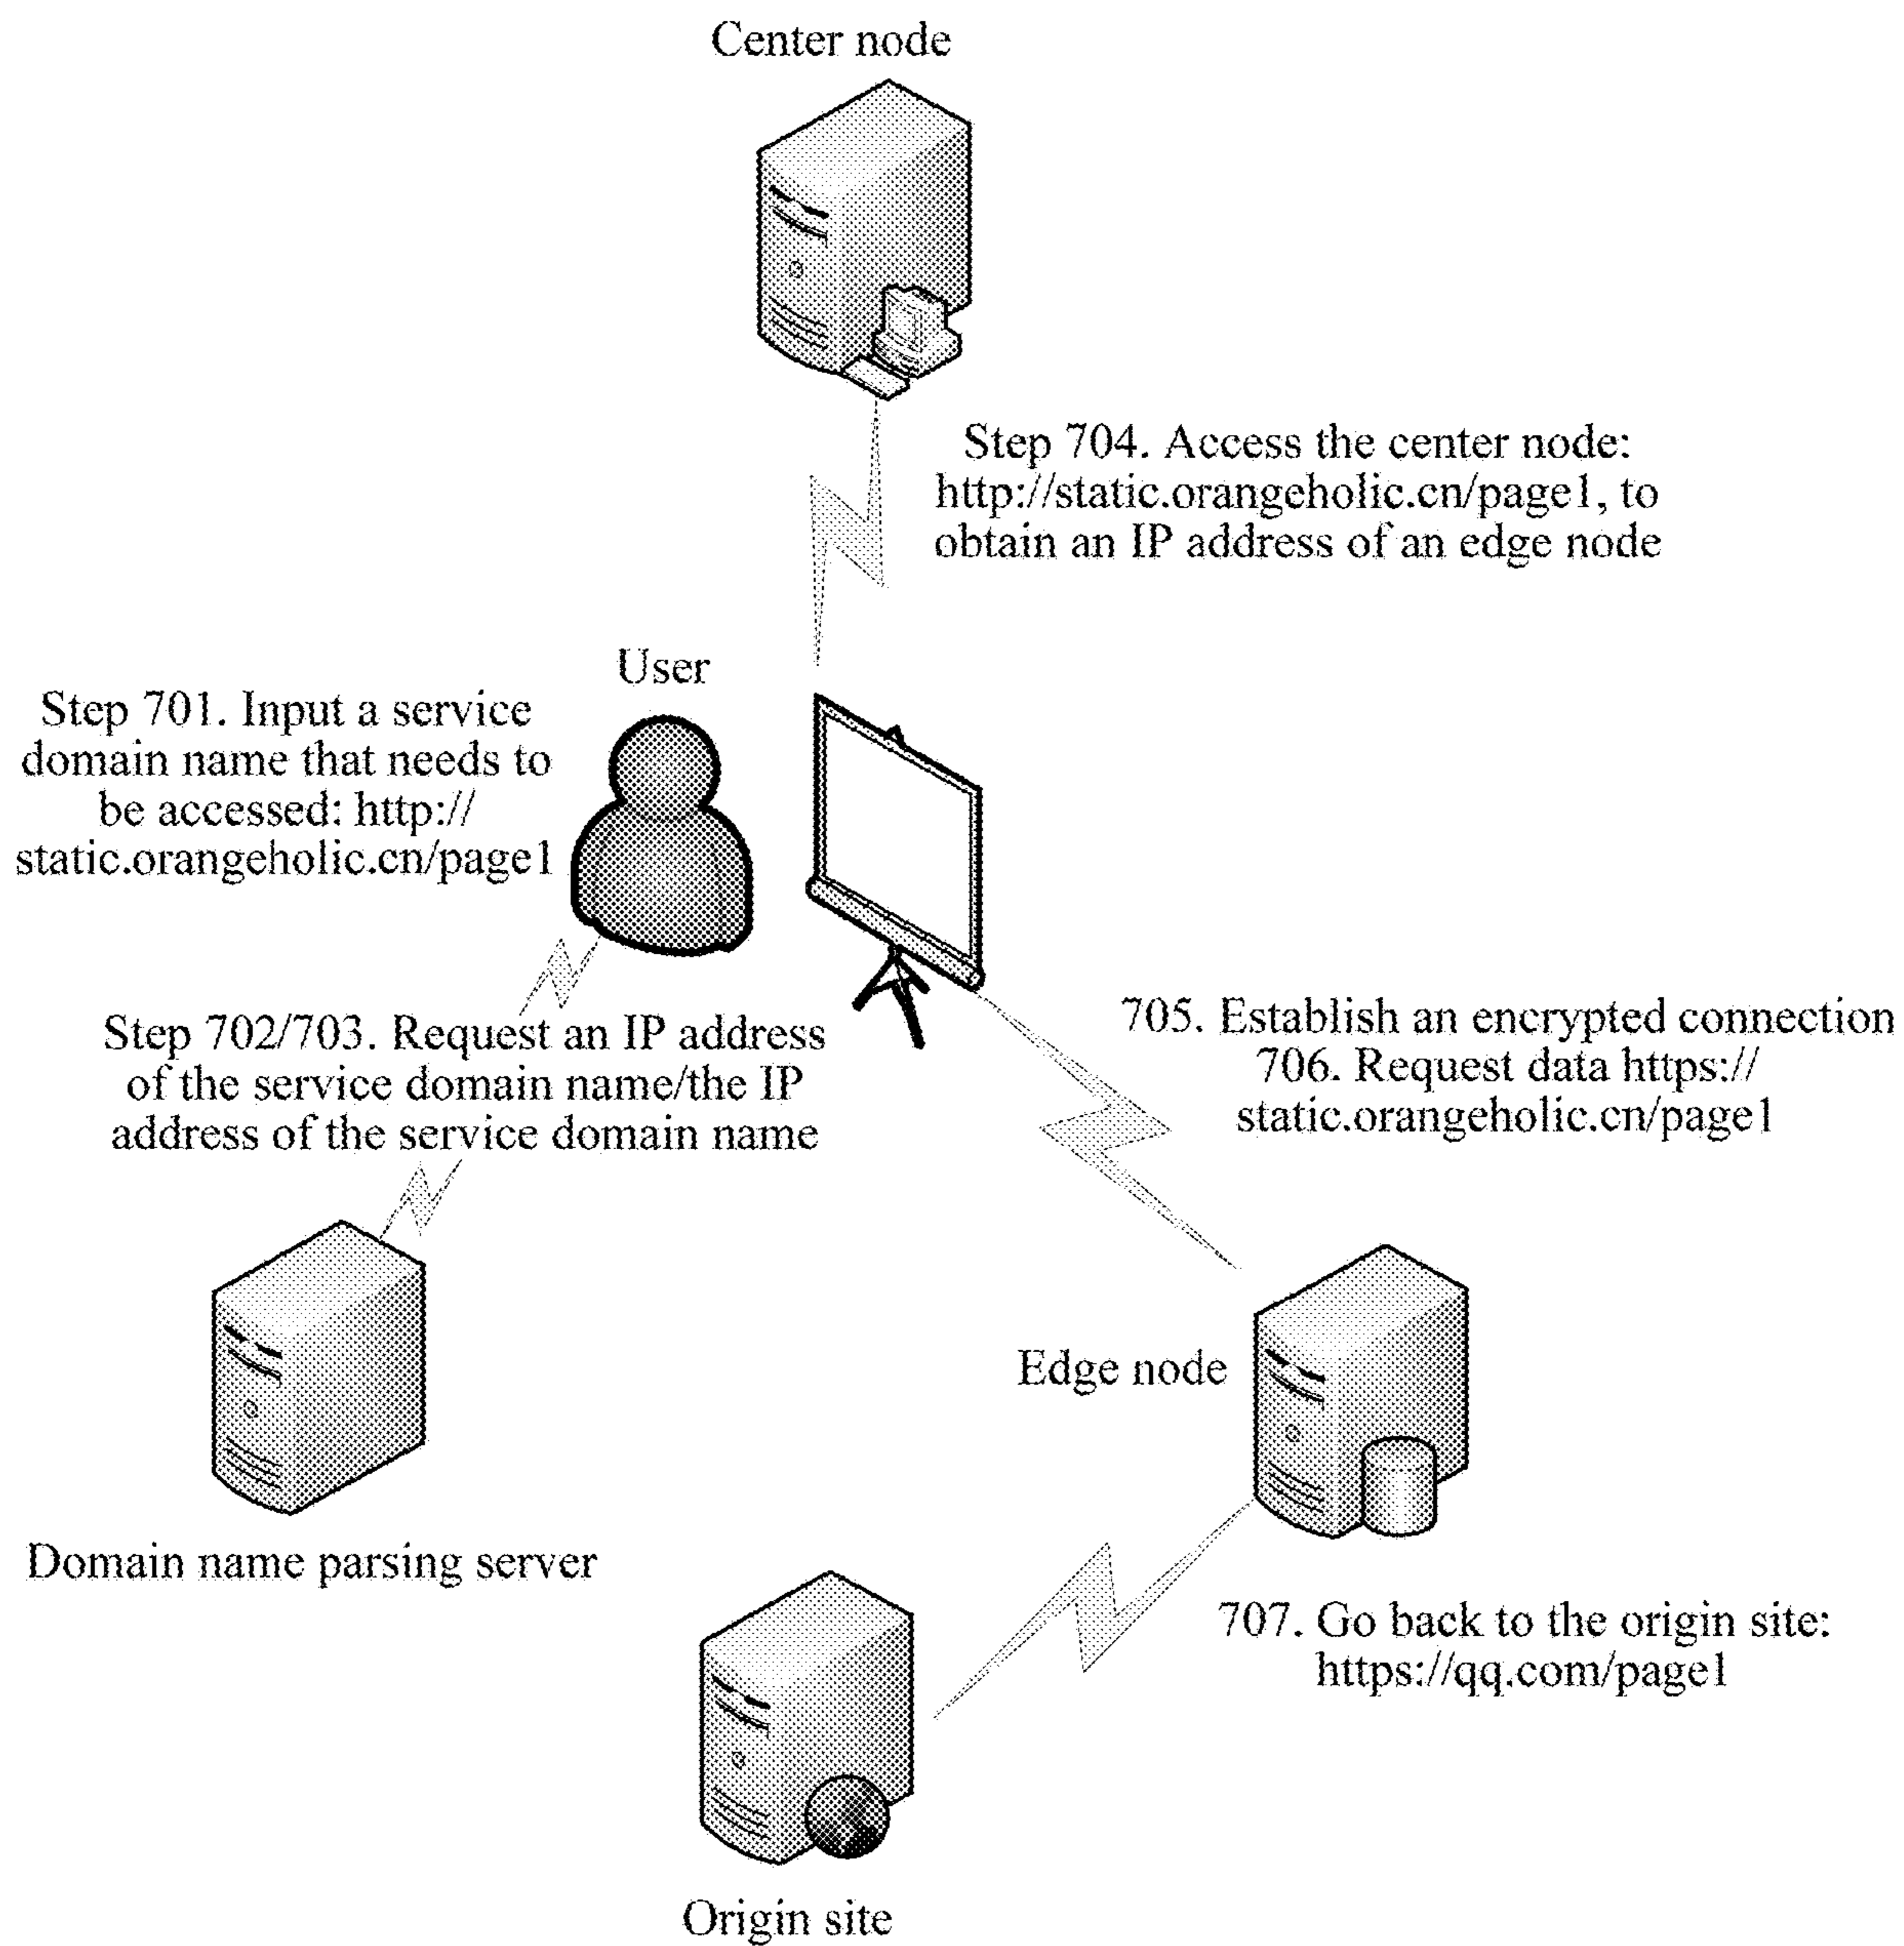 Center node
Step 704. Access the center node:
http://static.orangeholic.cn/page1, to
obtain an IP address of an edge node
User
Step 701. Input a service
domain name that needs to
be accessed: http://
static.orangeholic.cn/page1
Step 702/703. Request an IP address
of the service domain name/the IP
address of the service domain name
705. Establish an encrypted connection
706. Request data https://
static.orangeholic.cn/page1
Edge node
Domain name parsing server
707. Go back to the origin site:
https://qq.com/page1
Origin site